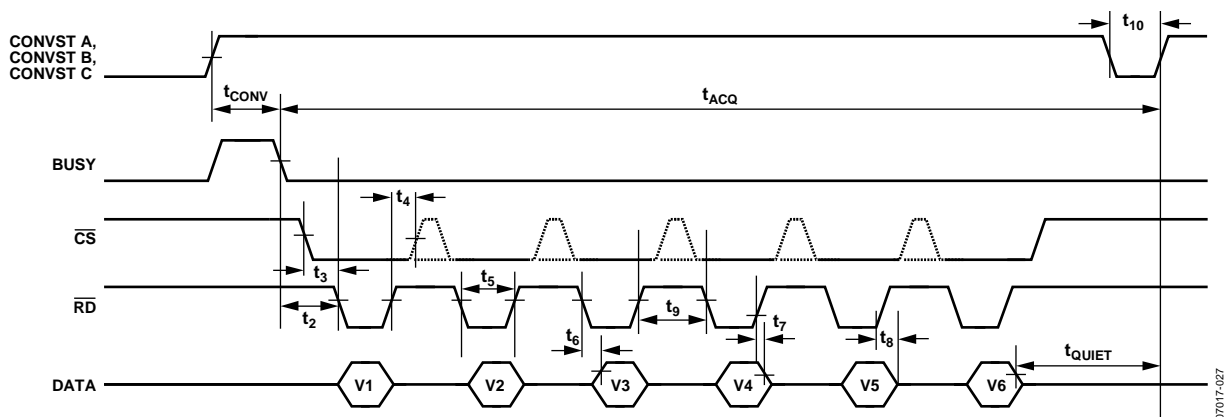 CONVST A,
CONVST B,
CONVST C
t10
tCONV
tACQ
BUSY
t4
CS
t3
t5
RD
t2
t9
t7
t6
t8
tQUIET
DATA
V1
V2
V3
V4
V5
V6
07017-027